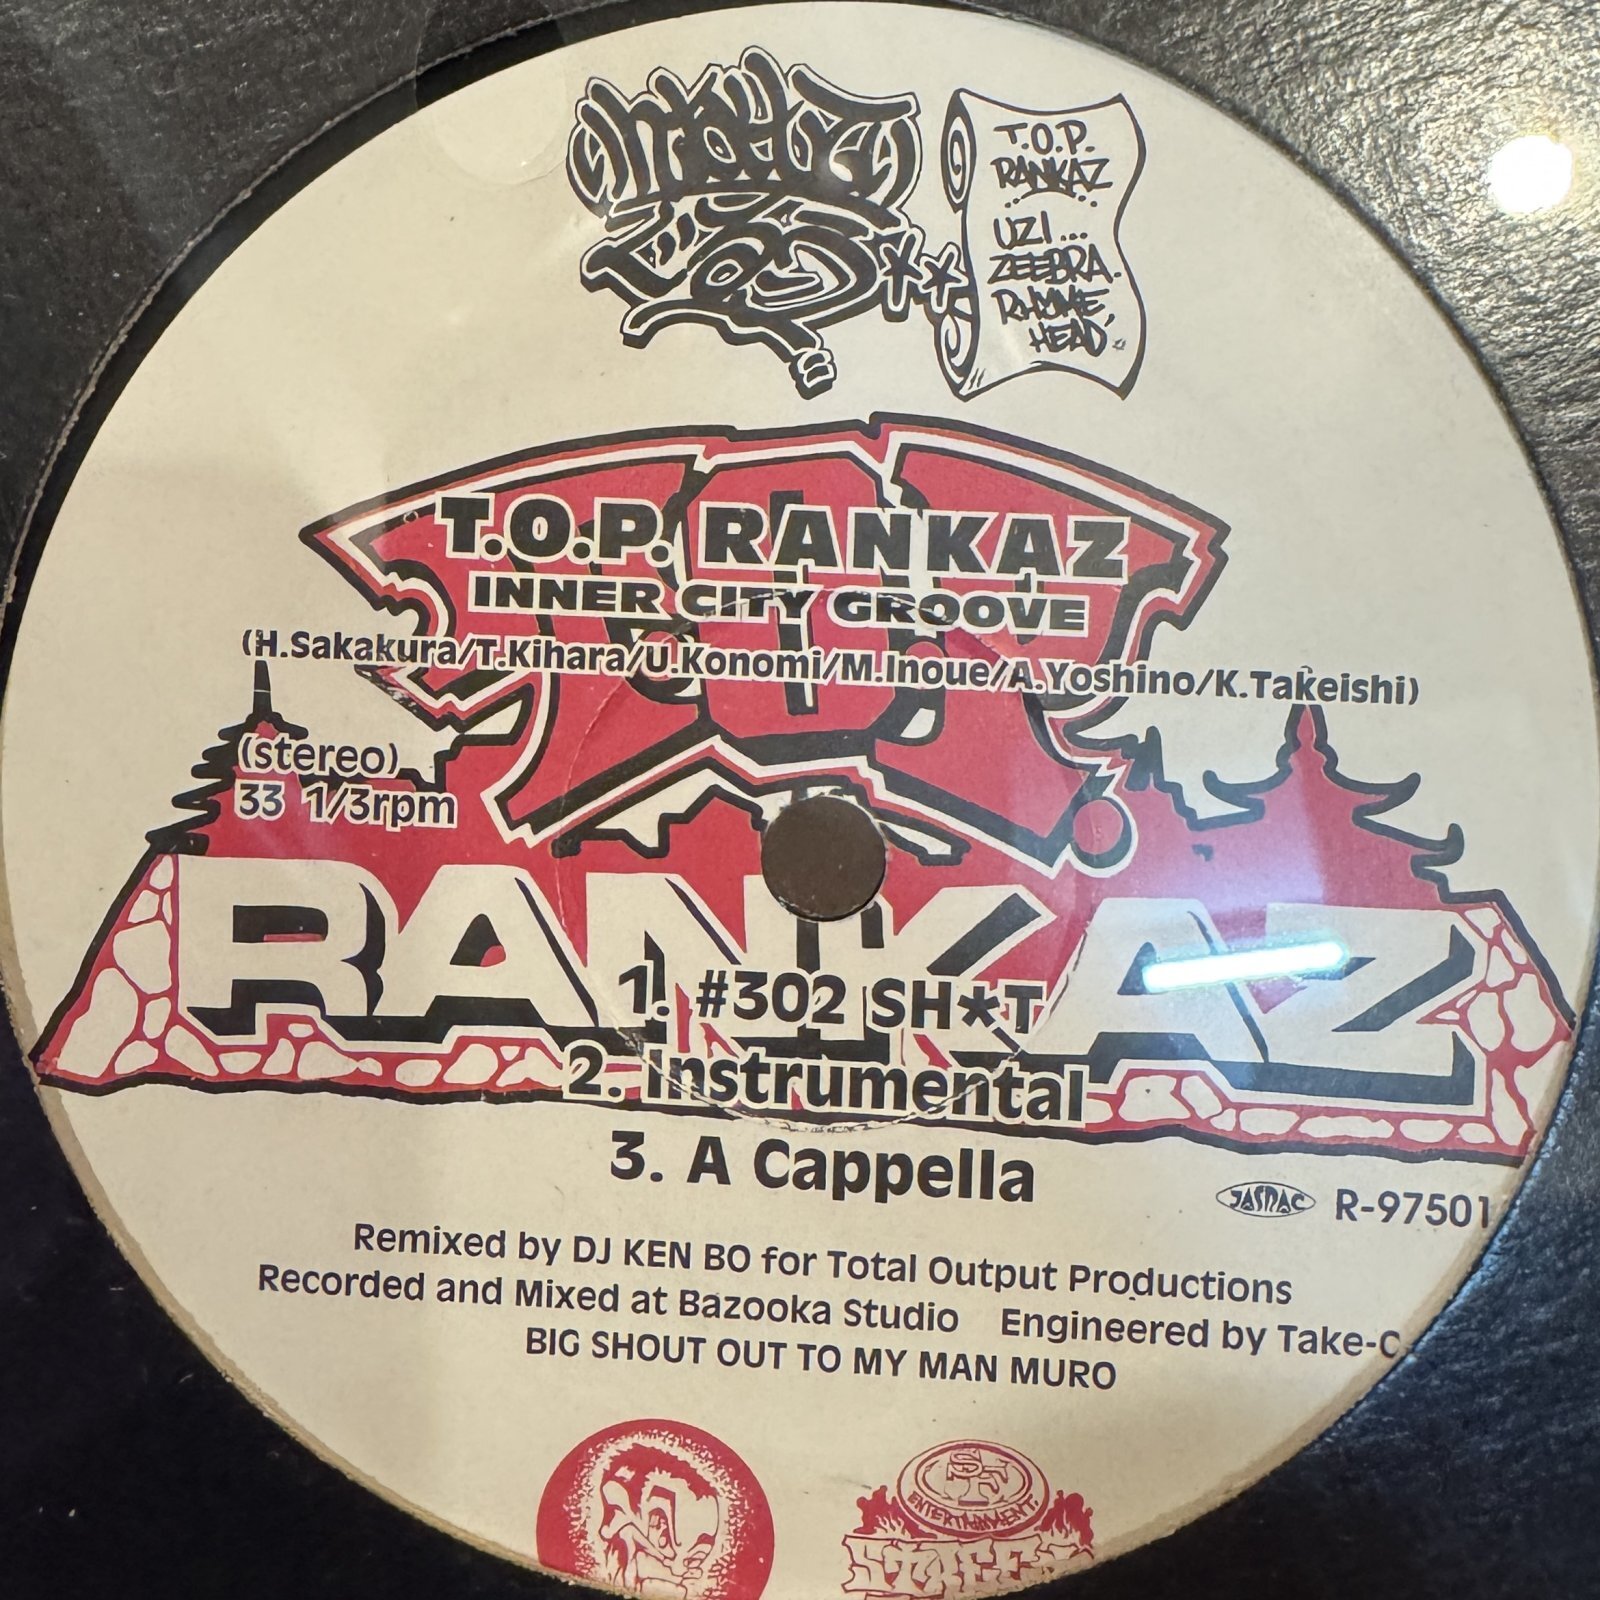 T.O.P.
RANKAZ
UZI...
ZEEBRA.
RHYME,
HEAD.
T.O.P. RANKAZ
INNER CITY GROOVE
(H.Sakakura/T.Kihara/U.Konomi/M.Inoue/A.Yoshino/K.Takeishi)
(stereo)
33 1/3rpm
T.O.P.
RANKAZ
1. #302 SH*T
2. Instrumental
3. A Cappella
JASRAC R-97501
Remixed by DJ KEN BO for Total Output Productions
Recorded and Mixed at Bazooka Studio Engineered by Take-C
BIG SHOUT OUT TO MY MAN MURO
SF
ENTERTAINMENT.